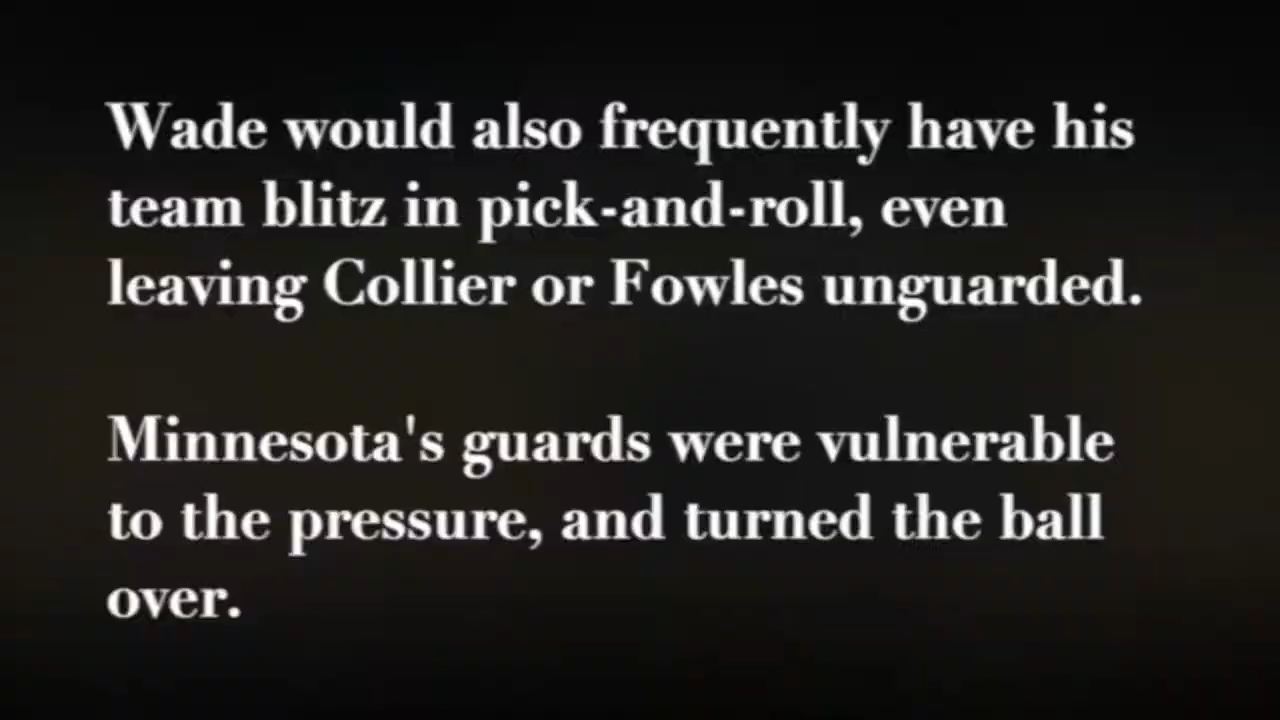 Wade would also frequently have his
team blitz in pick-and-roll, even
leaving Collier or Fowles unguarded.
Minnesota's guards were vulnerable
to the pressure, and turned the ball
over.